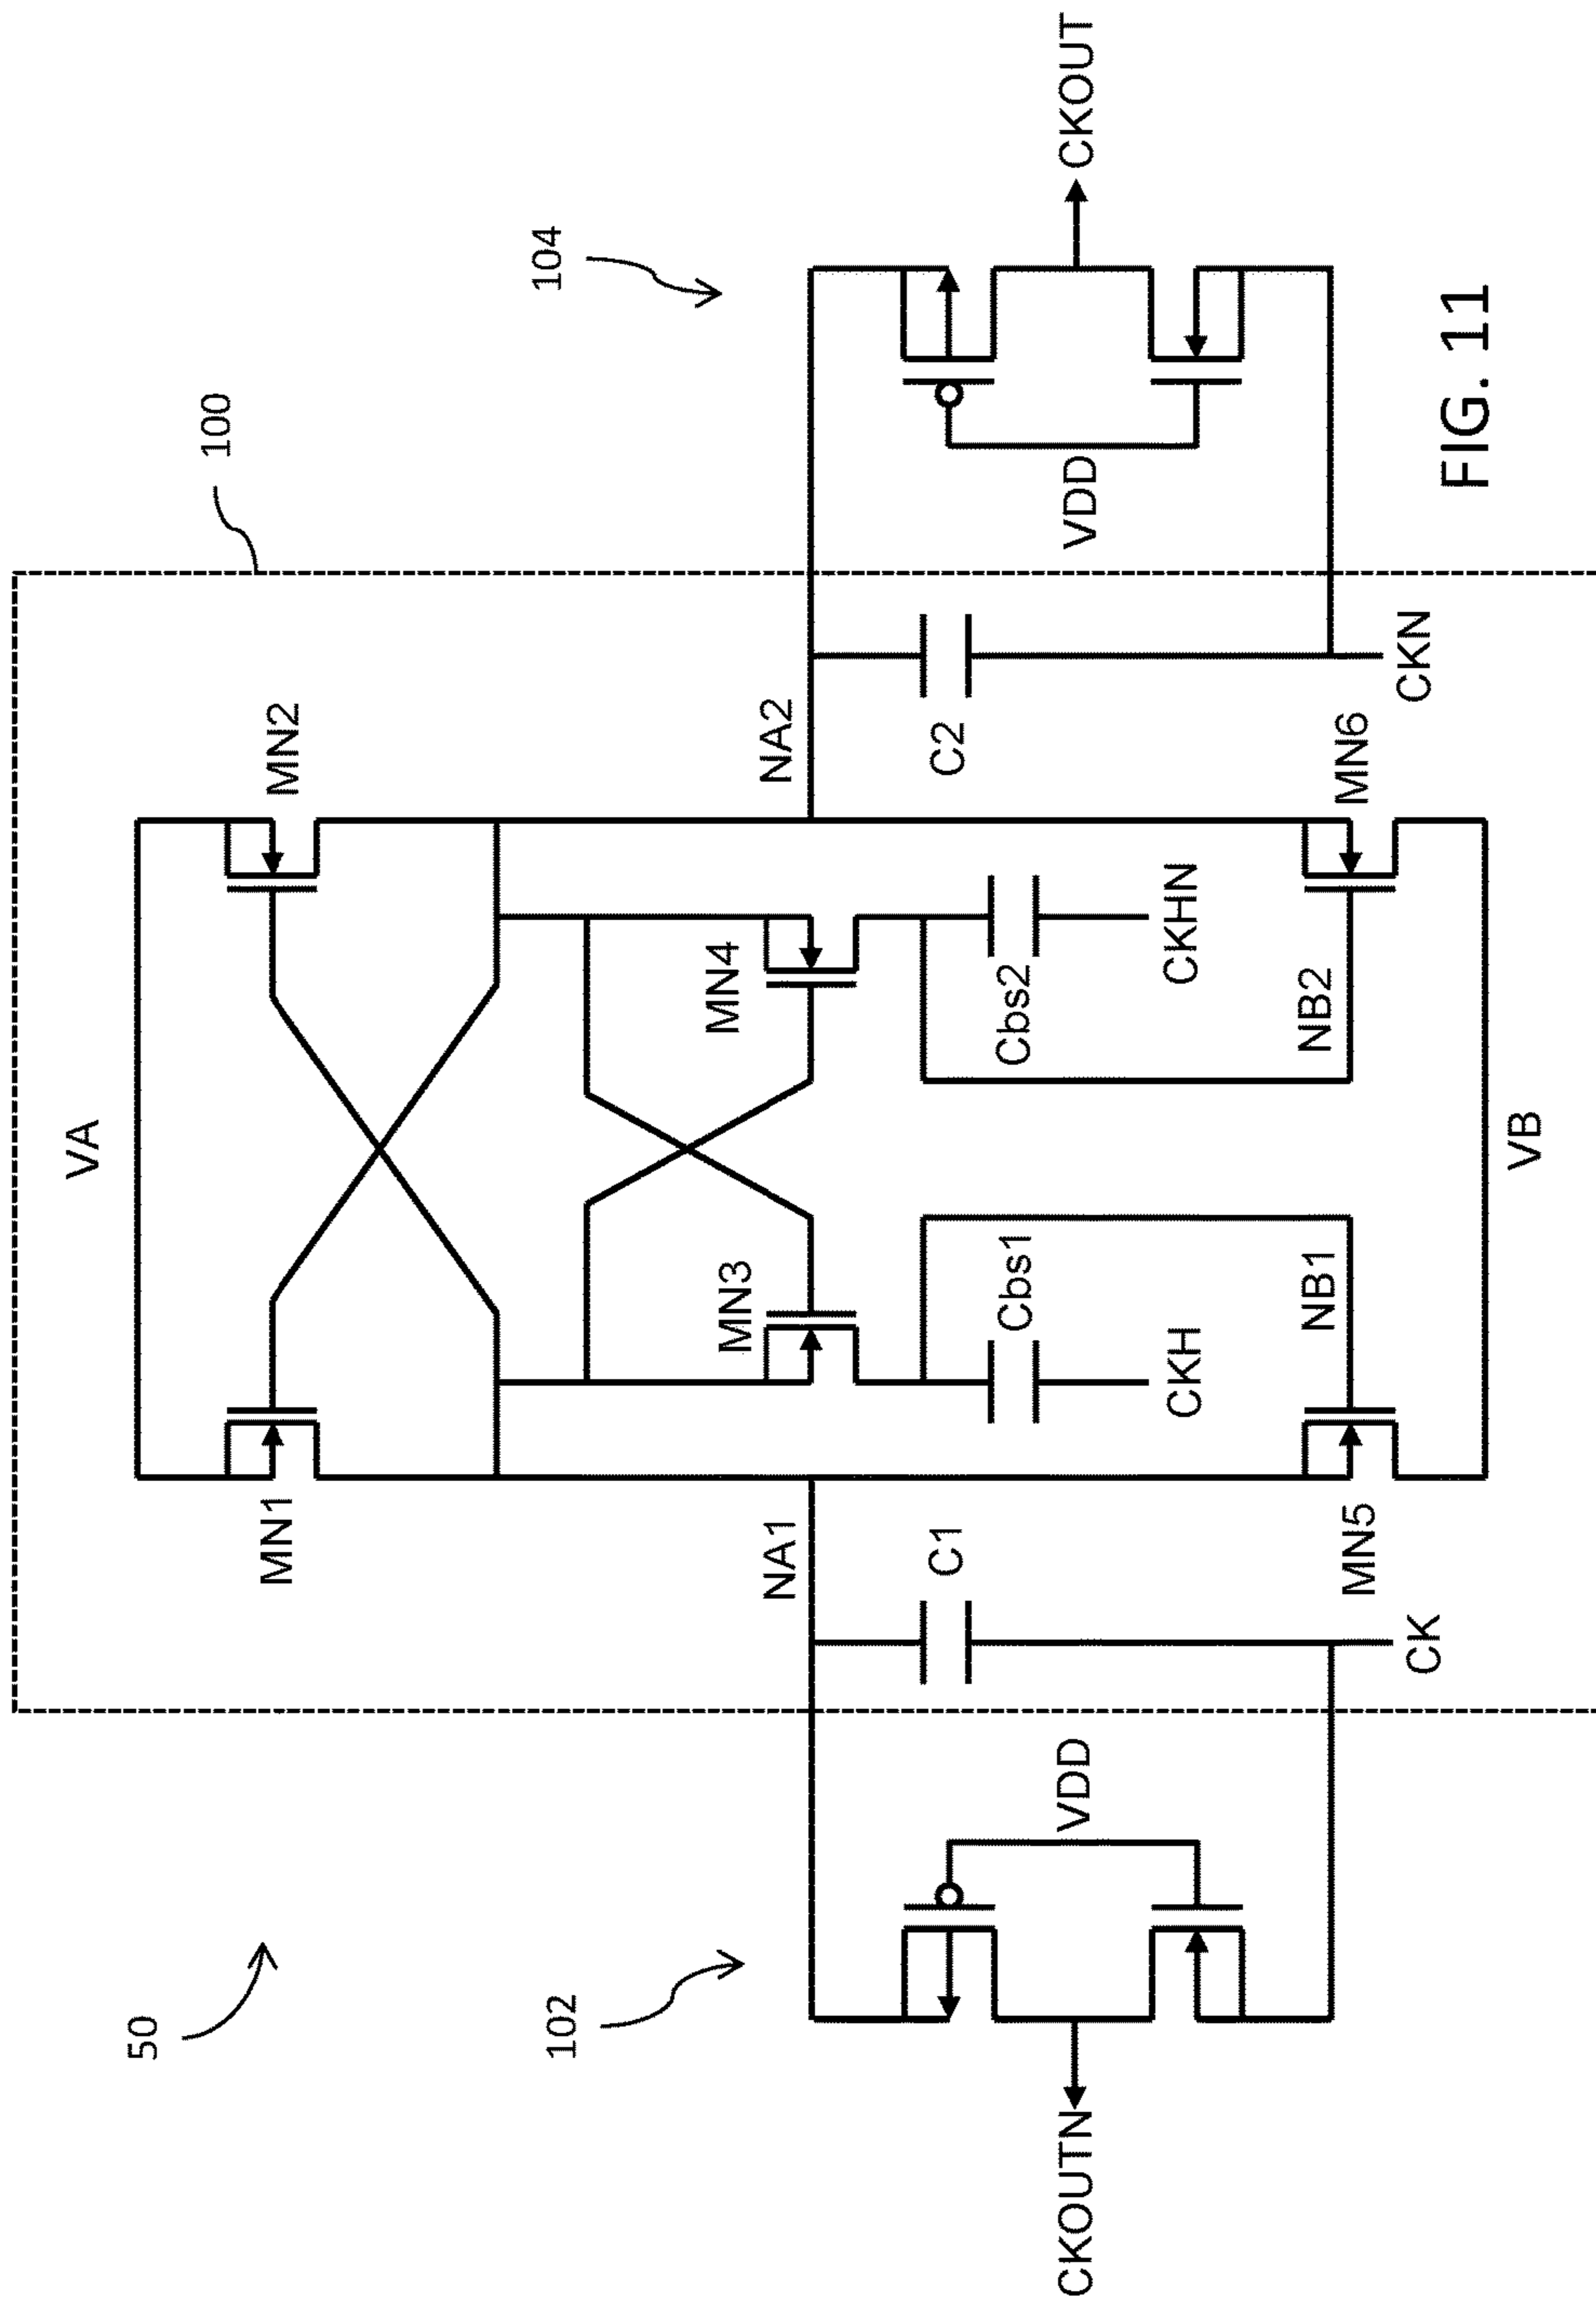 50
100
VA
MN1
MN2
102
104
NA1
NA2
MN3
MN4
C1
C2
CKOUTN
VDD
Cbs1
Cbs2
VDD
CKOUT
CKH
CKHN
NB1
NB2
MN5
MN6
CK
CKN
VB
FIG. 11